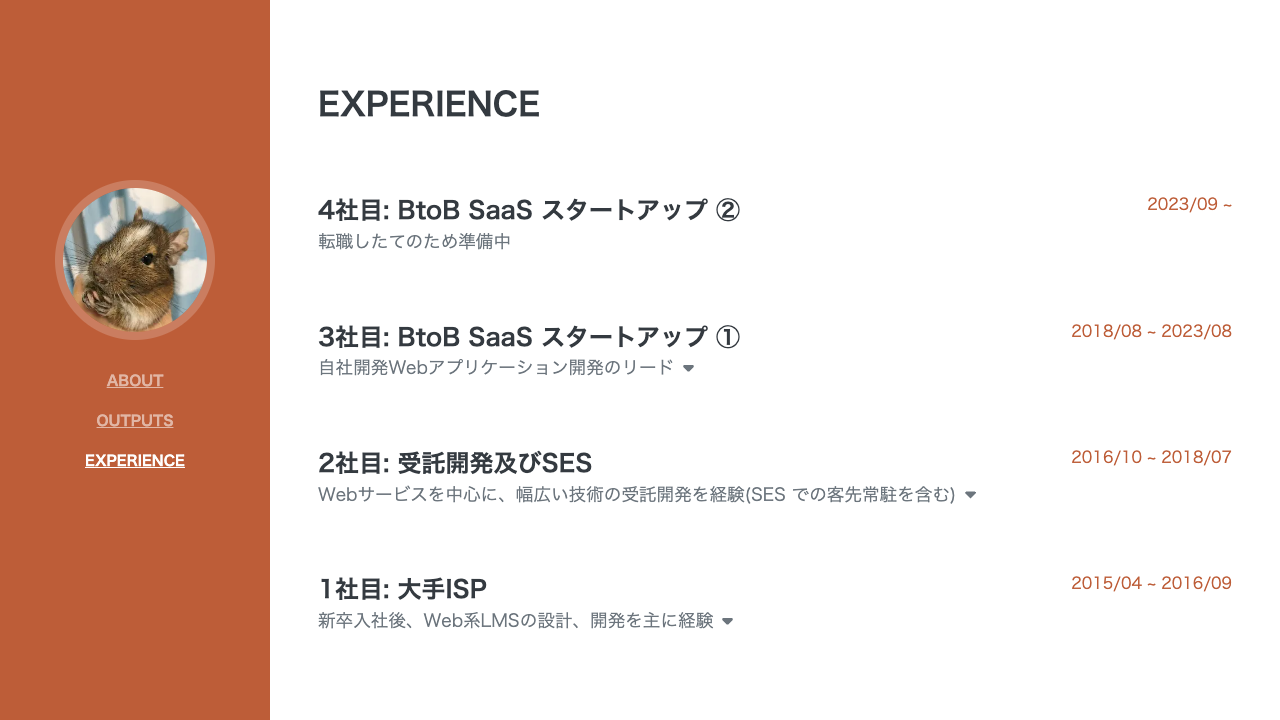 ABOUT
OUTPUTS
EXPERIENCE
EXPERIENCE
4社目: BtoB SaaS スタートアップ ②
2023/09 ~
転職したてのため準備中
3社目: BtoB SaaS スタートアップ ①
2018/08 ~ 2023/08
自社開発Webアプリケーション開発のリード
2社目: 受託開発及びSES
2016/10 ~ 2018/07
Webサービスを中心に、幅広い技術の受託開発を経験(SES での客先常駐を含む)
1社目: 大手ISP
2015/04 ~ 2016/09
新卒入社後、Web系LMSの設計、開発を主に経験